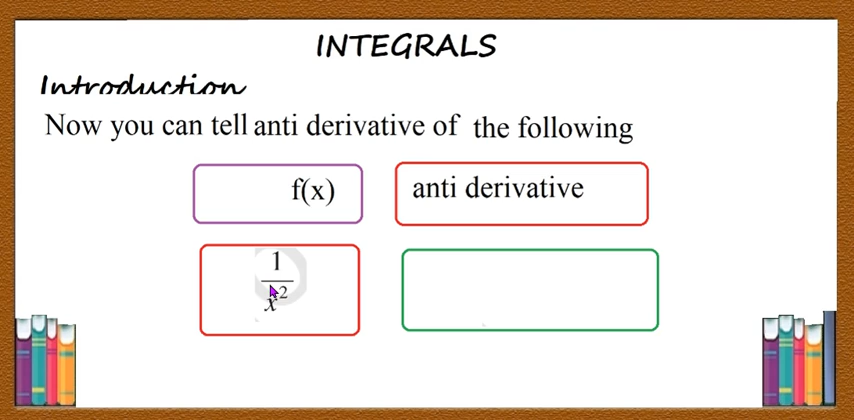 INTEGRALS
Introduction
Now you can tell anti derivative of the following
f(x) anti derivative
1
x2